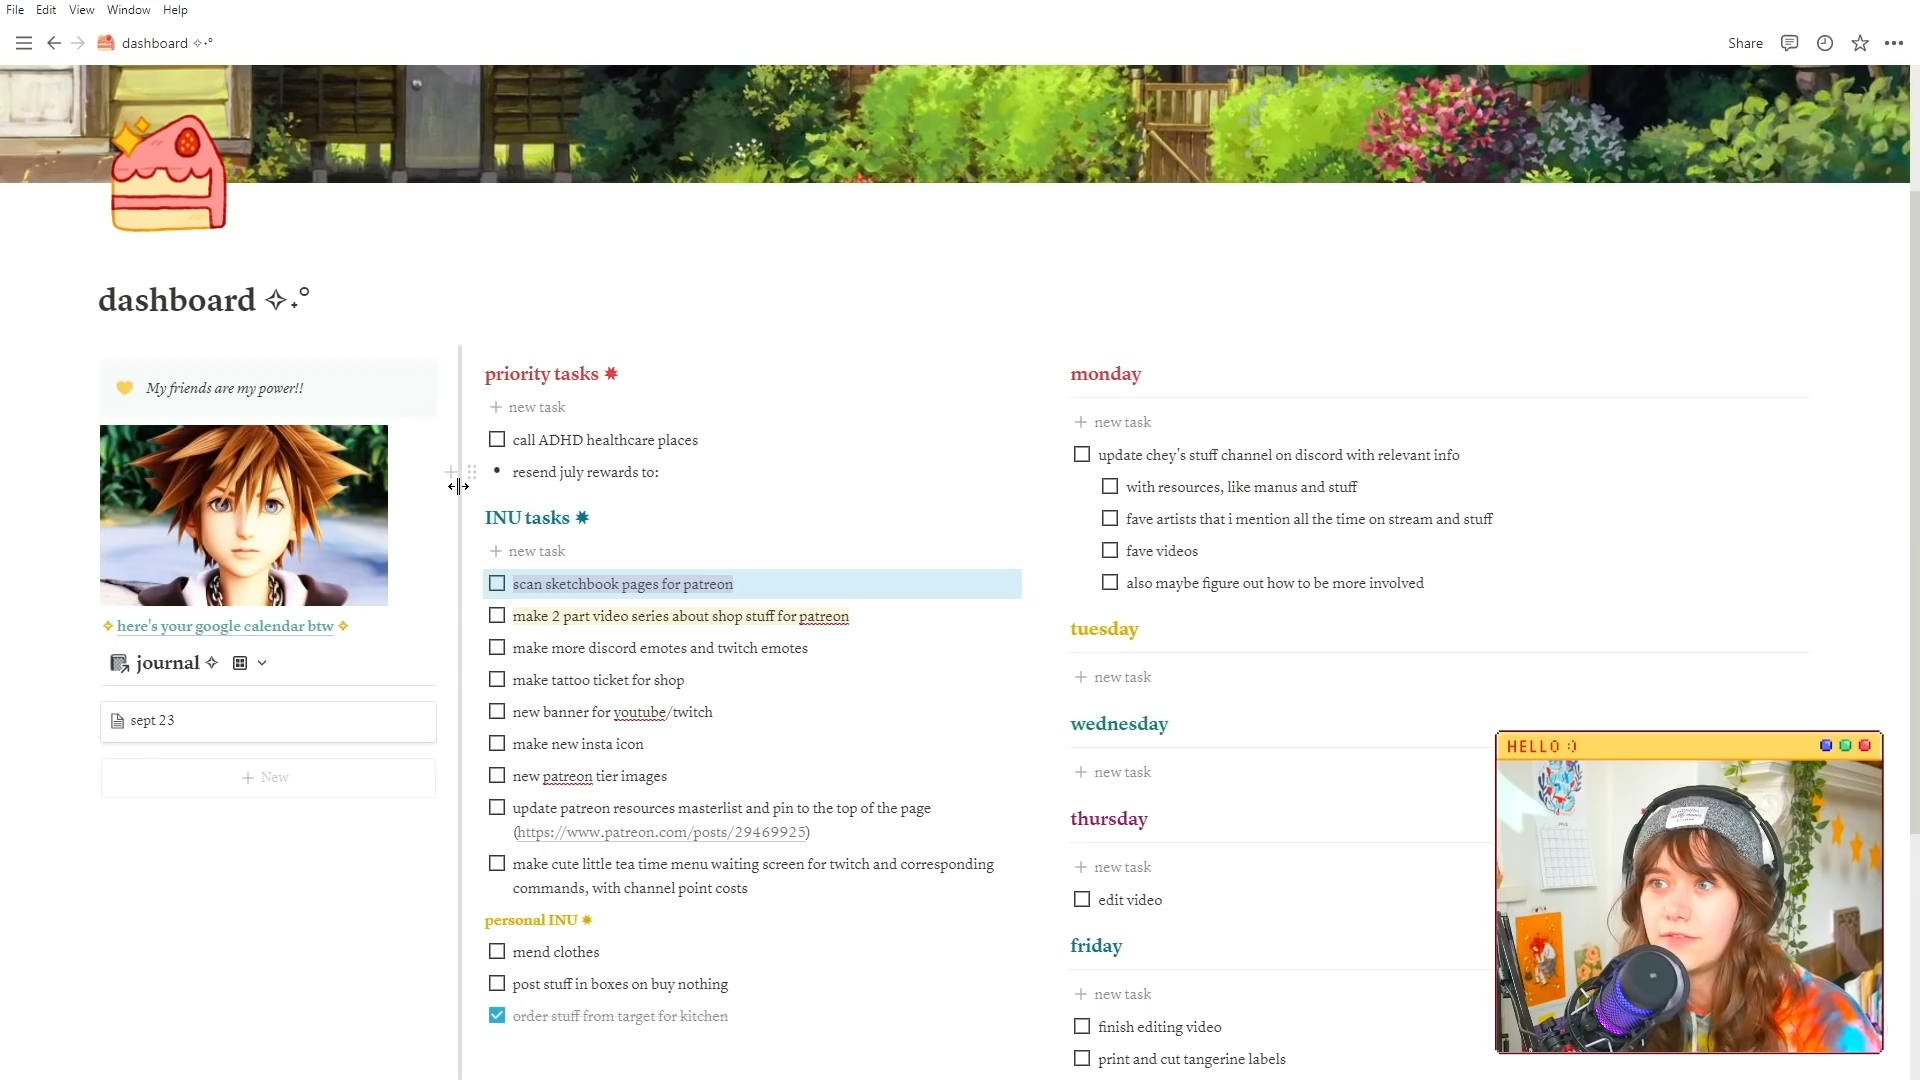 File Edit View Window Help
dashboard ✧˖°
Share
dashboard ✧˖°
My friends are my power!!
✧ here's your google calendar btw ✧
journal ✧
sept 23
+ New
priority tasks ✸
+ new task
call ADHD healthcare places
• resend july rewards to:
INU tasks ✸
+ new task
scan sketchbook pages for patreon
make 2 part video series about shop stuff for patreon
make more discord emotes and twitch emotes
make tattoo ticket for shop
new banner for youtube/twitch
make new insta icon
new patreon tier images
update patreon resources masterlist and pin to the top of the page
(https://www.patreon.com/posts/29469925)
make cute little tea time menu waiting screen for twitch and corresponding
commands, with channel point costs
personal INU ✸
mend clothes
post stuff in boxes on buy nothing
order stuff from target for kitchen
monday
+ new task
update chey's stuff channel on discord with relevant info
with resources, like manus and stuff
fave artists that i mention all the time on stream and stuff
fave videos
also maybe figure out how to be more involved
tuesday
+ new task
wednesday
+ new task
thursday
+ new task
edit video
friday
+ new task
finish editing video
print and cut tangerine labels
HELLO :)